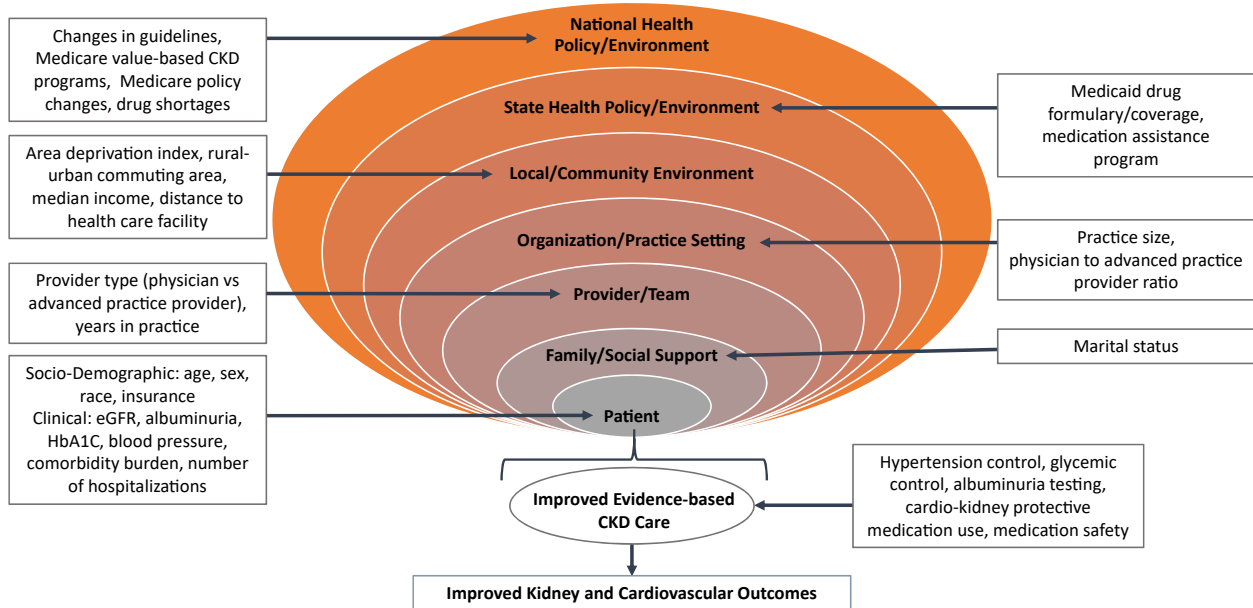 National Health
Policy/Environment
Changes in guidelines,
Medicare value-based CKD
programs, Medicare policy
changes, drug shortages
State Health Policy/Environment
Medicaid drug
formulary/coverage,
medication assistance
program
Area deprivation index, rural-
urban commuting area,
median income, distance to
health care facility
Local/Community Environment
Organization/Practice Setting
Practice size,
physician to advanced practice
provider ratio
Provider type (physician vs
advanced practice provider),
years in practice
Provider/Team
Family/Social Support
Marital status
Socio-Demographic: age, sex,
race, insurance
Clinical: eGFR, albuminuria,
HbA1C, blood pressure,
comorbidity burden, number
of hospitalizations
Patient
Improved Evidence-based
CKD Care
Hypertension control, glycemic
control, albuminuria testing,
cardio-kidney protective
medication use, medication safety
Improved Kidney and Cardiovascular Outcomes